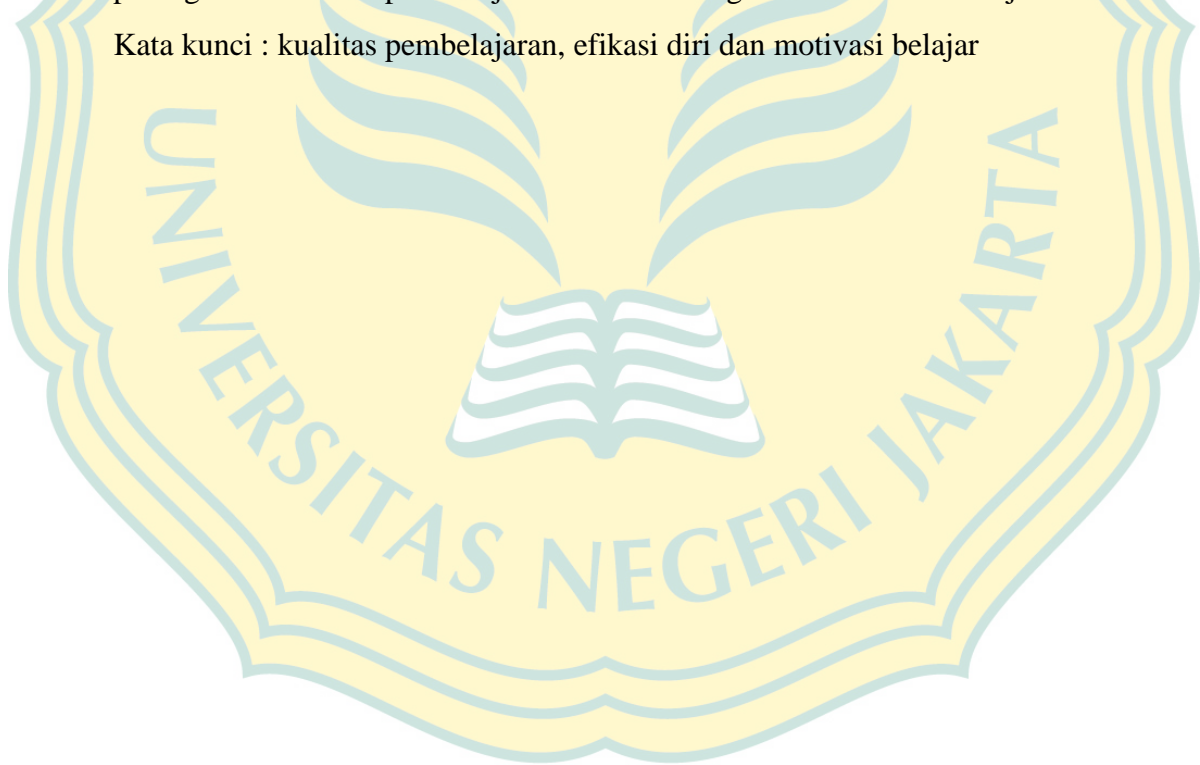 Kata kunci : kualitas pembelajaran, efikasi diri dan motivasi belajar
UNIVERSITAS NEGERI JAKARTA